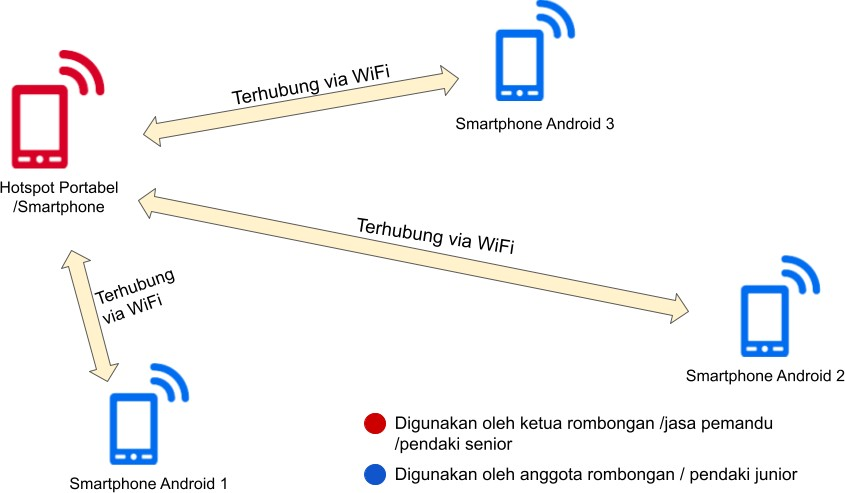 Terhubung via WiFi
Smartphone Android 3
Hotspot Portabel
/Smartphone
Terhubung via WiFi
Terhubung
via WiFi
Smartphone Android 2
Smartphone Android 1
Digunakan oleh ketua rombongan /jasa pemandu
/pendaki senior
Digunakan oleh anggota rombongan / pendaki junior